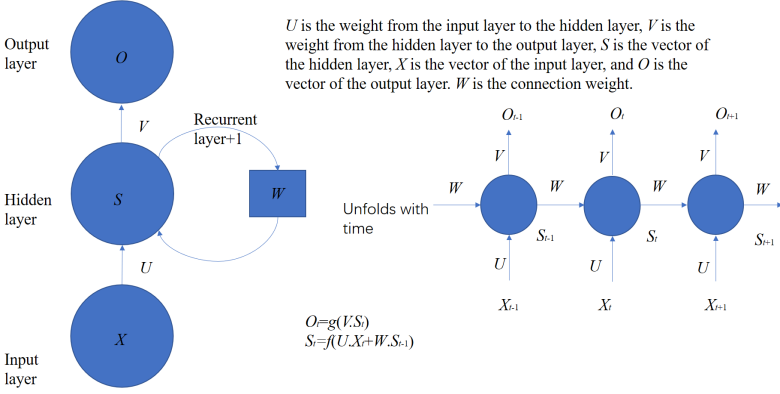 U is the weight from the input layer to the hidden layer, V is the
weight from the hidden layer to the output layer, S is the vector of
the hidden layer, X is the vector of the input layer, and O is the
vector of the output layer. W is the connection weight.
Output
layer
O
V
Recurrent
layer+1
Hidden
layer
S
W
U
X
Input
layer
Unfolds with
time
Oₜ₋₁ Oₜ Oₜ₊₁
V V V
W W W W
Sₜ₋₁ Sₜ Sₜ₊₁
U U U
Xₜ₋₁ Xₜ Xₜ₊₁
Oₜ=g(V.Sₜ)
Sₜ=f(U.Xₜ+W.Sₜ₋₁)